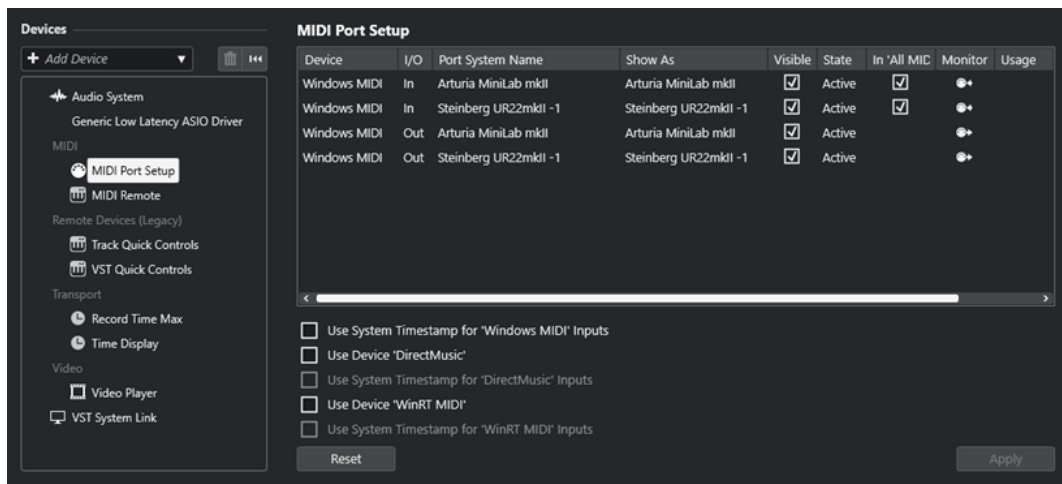 Devices
+ Add Device
Audio System
Generic Low Latency ASIO Driver
MIDI
MIDI Port Setup
MIDI Remote
Remote Devices (Legacy)
Track Quick Controls
VST Quick Controls
Transport
Record Time Max
Time Display
Video
Video Player
VST System Link
MIDI Port Setup
Device I/O Port System Name Show As Visible State In 'All MID Monitor Usage
Windows MIDI In Arturia MiniLab mkII Arturia MiniLab mkII Active
Windows MIDI In Steinberg UR22mkII -1 Steinberg UR22mkII -1 Active
Windows MIDI Out Arturia MiniLab mkII Arturia MiniLab mkII Active
Windows MIDI Out Steinberg UR22mkII -1 Steinberg UR22mkII -1 Active
Use System Timestamp for 'Windows MIDI' Inputs
Use Device 'DirectMusic'
Use System Timestamp for 'DirectMusic' Inputs
Use Device 'WinRT MIDI'
Use System Timestamp for 'WinRT MIDI' Inputs
Reset Apply